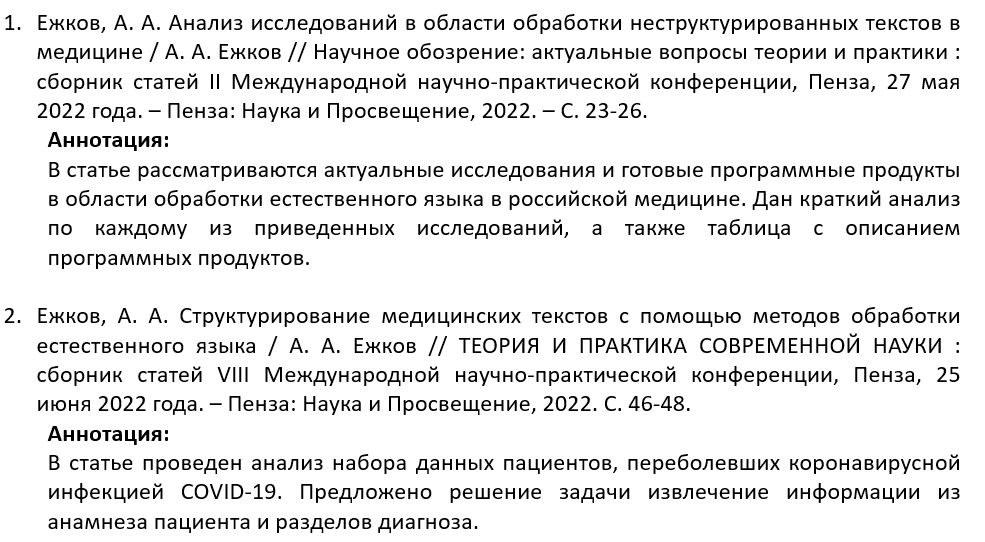 1. Ежков, А. А. Анализ исследований в области обработки неструктурированных текстов в
медицине / А. А. Ежков // Научное обозрение: актуальные вопросы теории и практики :
сборник статей II Международной научно-практической конференции, Пенза, 27 мая
2022 года. – Пенза: Наука и Просвещение, 2022. – С. 23-26.
Аннотация:
В статье рассматриваются актуальные исследования и готовые программные продукты
в области обработки естественного языка в российской медицине. Дан краткий анализ
по каждому из приведенных исследований, а также таблица с описанием
программных продуктов.
2. Ежков, А. А. Структурирование медицинских текстов с помощью методов обработки
естественного языка / А. А. Ежков // ТЕОРИЯ И ПРАКТИКА СОВРЕМЕННОЙ НАУКИ :
сборник статей VIII Международной научно-практической конференции, Пенза, 25
июня 2022 года. – Пенза: Наука и Просвещение, 2022. С. 46-48.
Аннотация:
В статье проведен анализ набора данных пациентов, переболевших коронавирусной
инфекцией COVID-19. Предложено решение задачи извлечение информации из
анамнеза пациента и разделов диагноза.